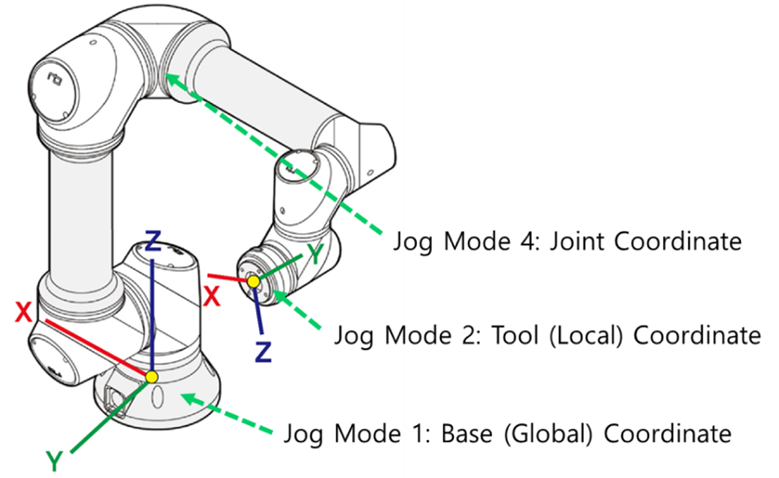 Jog Mode 4: Joint Coordinate
Z
Y
X
X
Jog Mode 2: Tool (Local) Coordinate
Z
Jog Mode 1: Base (Global) Coordinate
Y